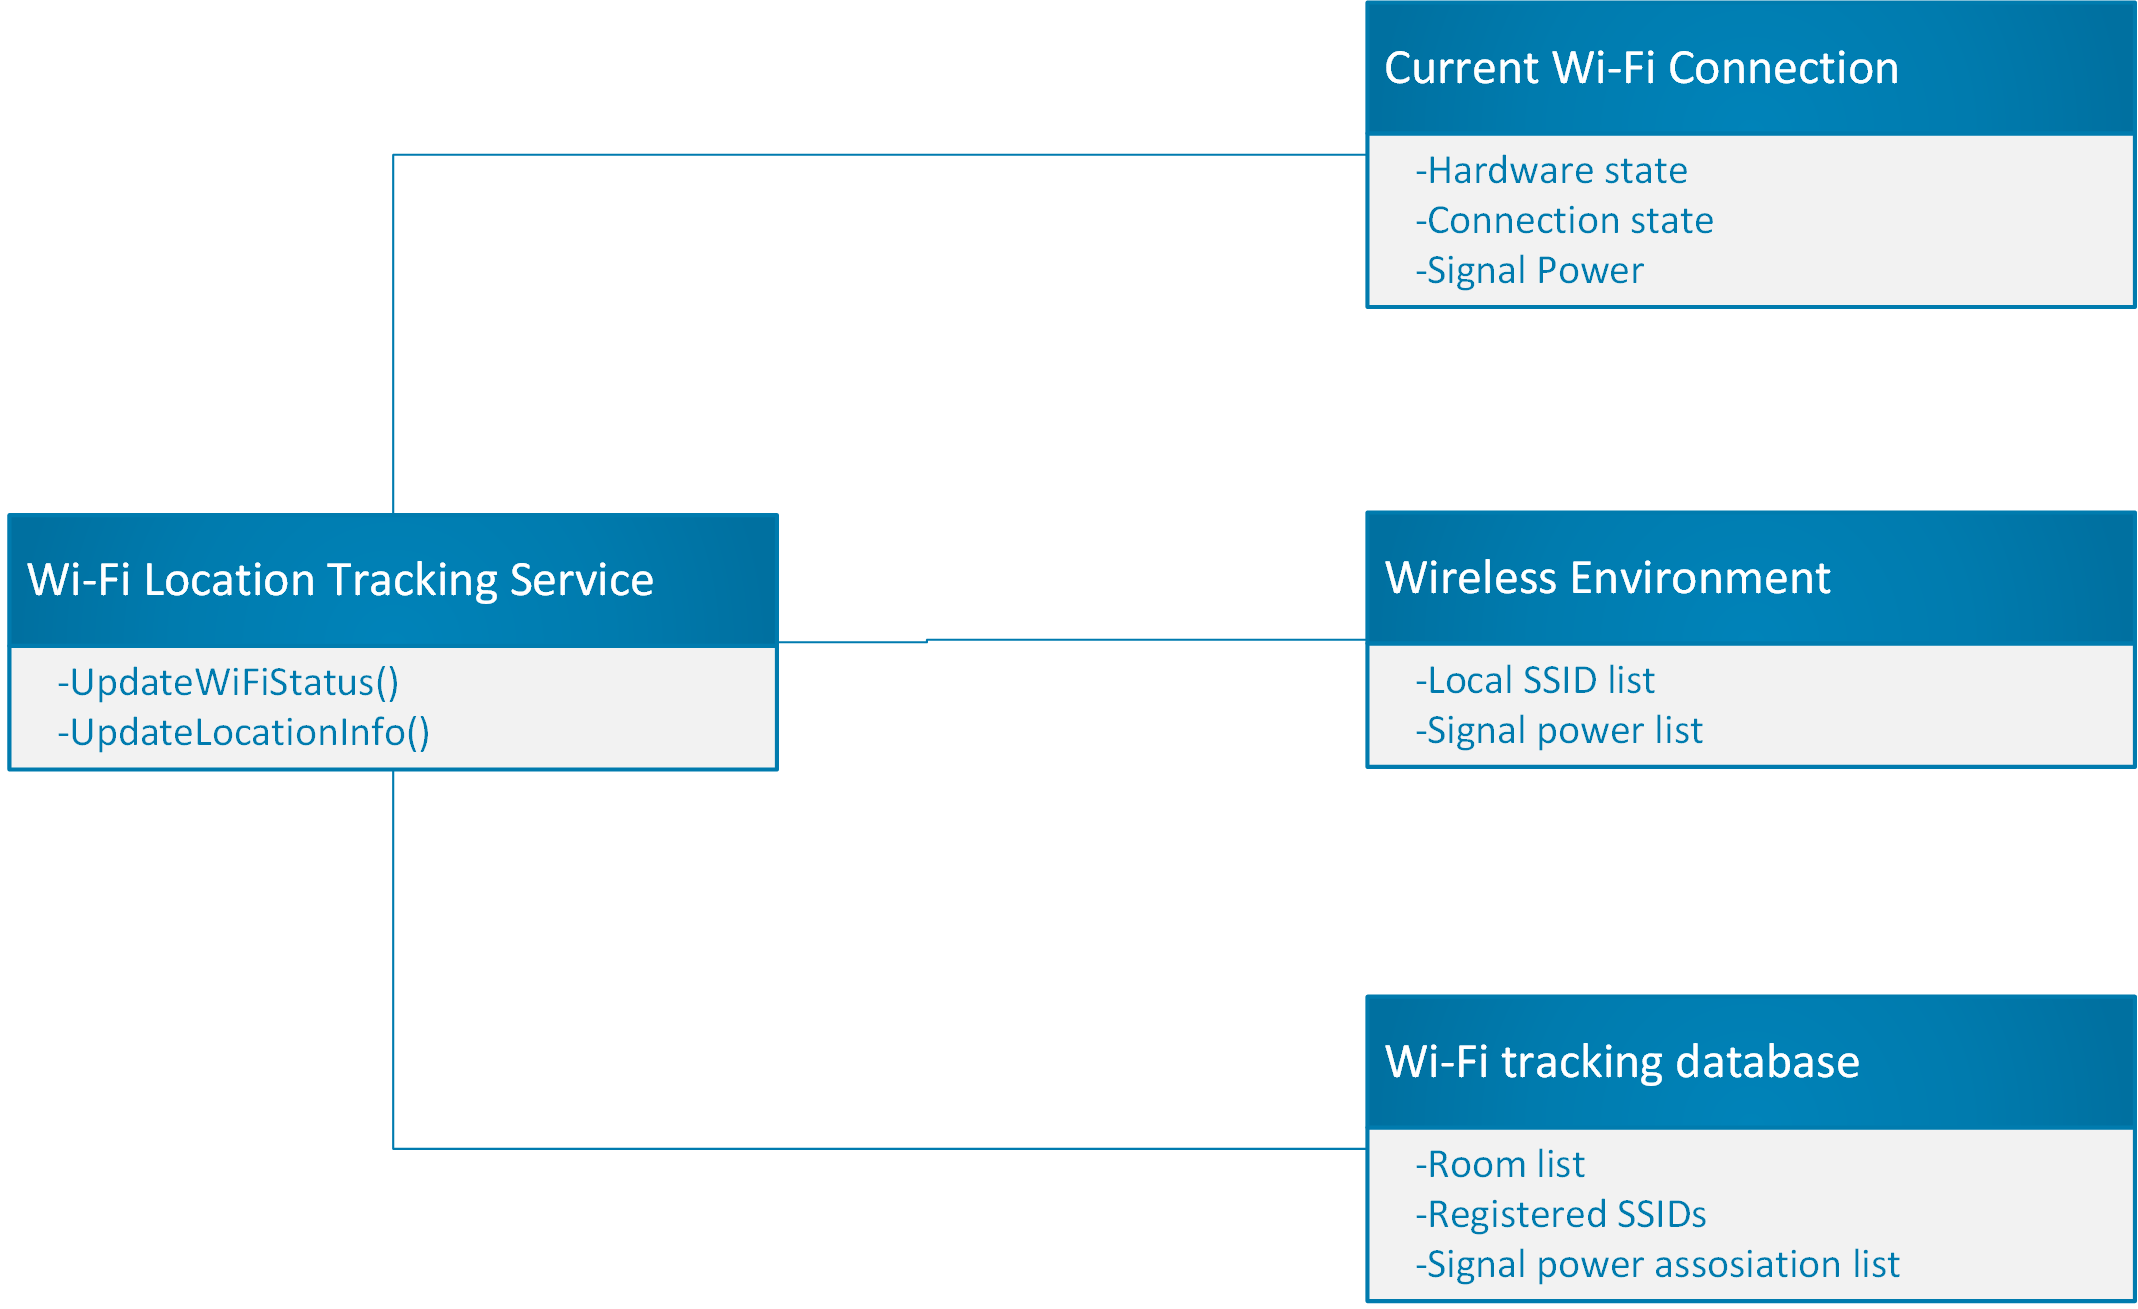 Current Wi-Fi Connection
-Hardware state
-Connection state
-Signal Power
Wi-Fi Location Tracking Service
-UpdateWiFiStatus()
-UpdateLocationInfo()
Wireless Environment
-Local SSID list
-Signal power list
Wi-Fi tracking database
-Room list
-Registered SSIDs
-Signal power assosiation list